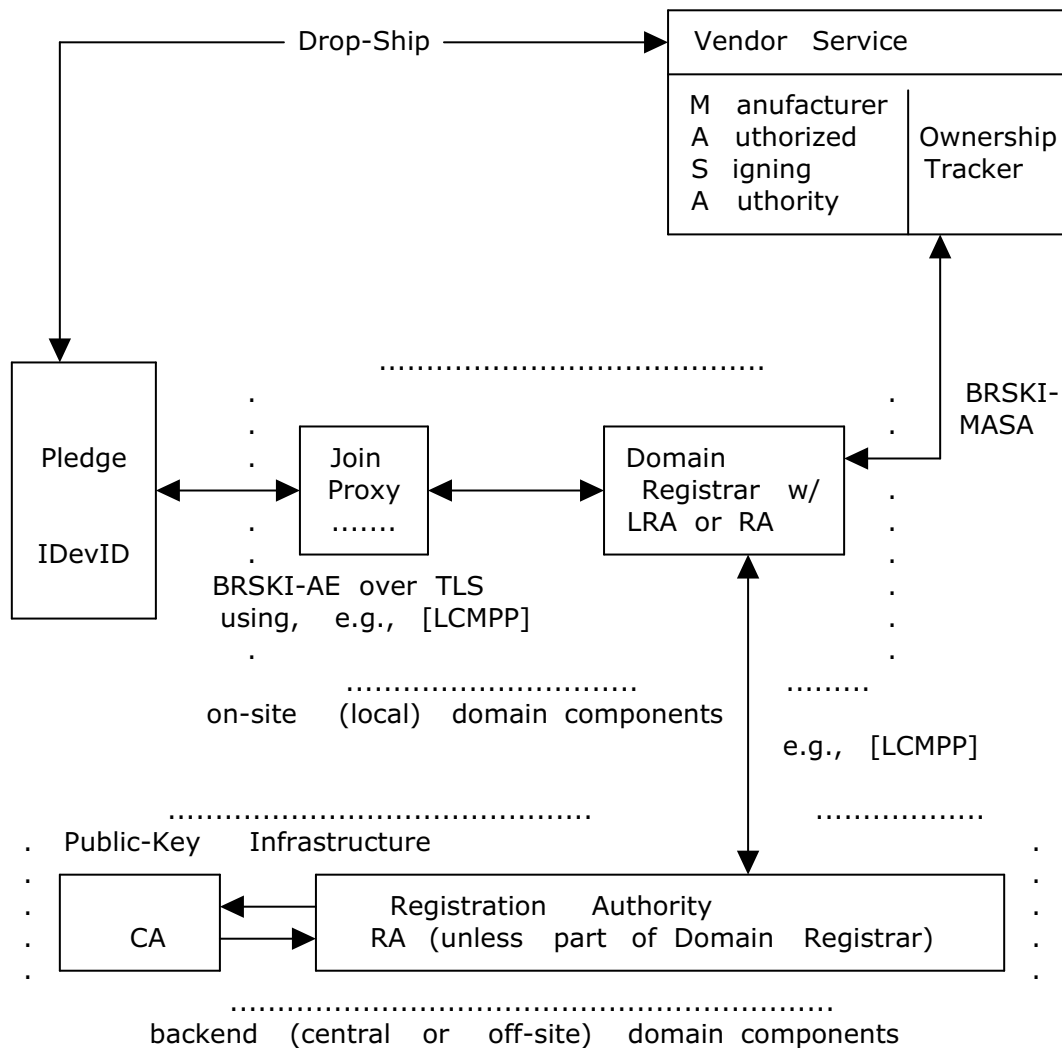 Drop-Ship
Vendor Service
M anufacturer
A uthorized
S igning
A uthority
Ownership
Tracker
BRSKI-
MASA
Pledge
IDevID
Join
Proxy
.......
Domain
Registrar w/
LRA or RA
BRSKI-AE over TLS
using, e.g., [LCMPP]
on-site (local) domain components
e.g., [LCMPP]
. Public-Key Infrastructure .
CA
Registration Authority
RA (unless part of Domain Registrar)
backend (central or off-site) domain components